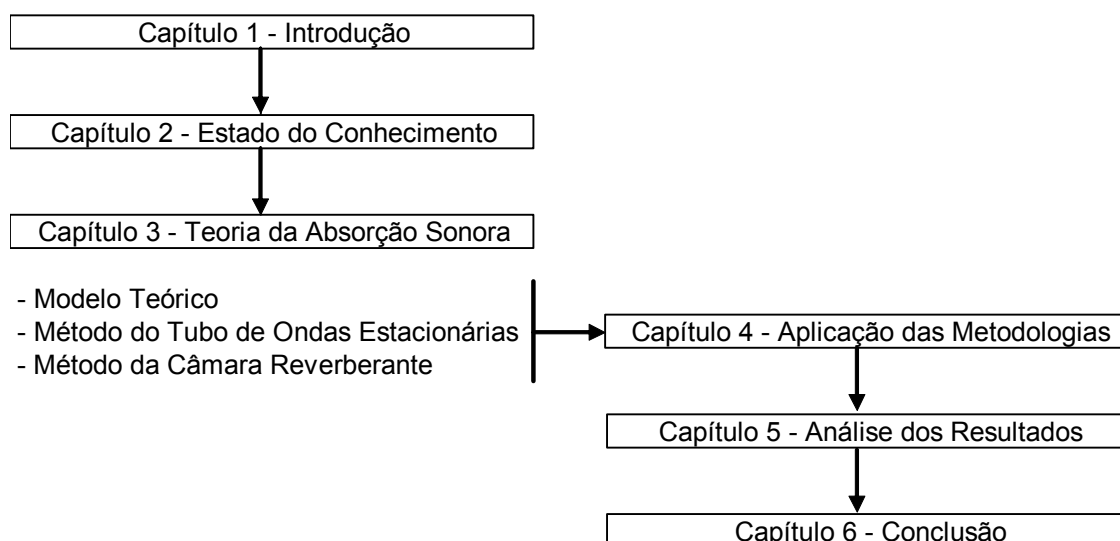 Capítulo 1 - Introdução
Capítulo 2 - Estado do Conhecimento
Capítulo 3 - Teoria da Absorção Sonora
- Modelo Teórico
- Método do Tubo de Ondas Estacionárias
- Método da Câmara Reverberante
Capítulo 4 - Aplicação das Metodologias
Capítulo 5 - Análise dos Resultados
Capítulo 6 - Conclusão